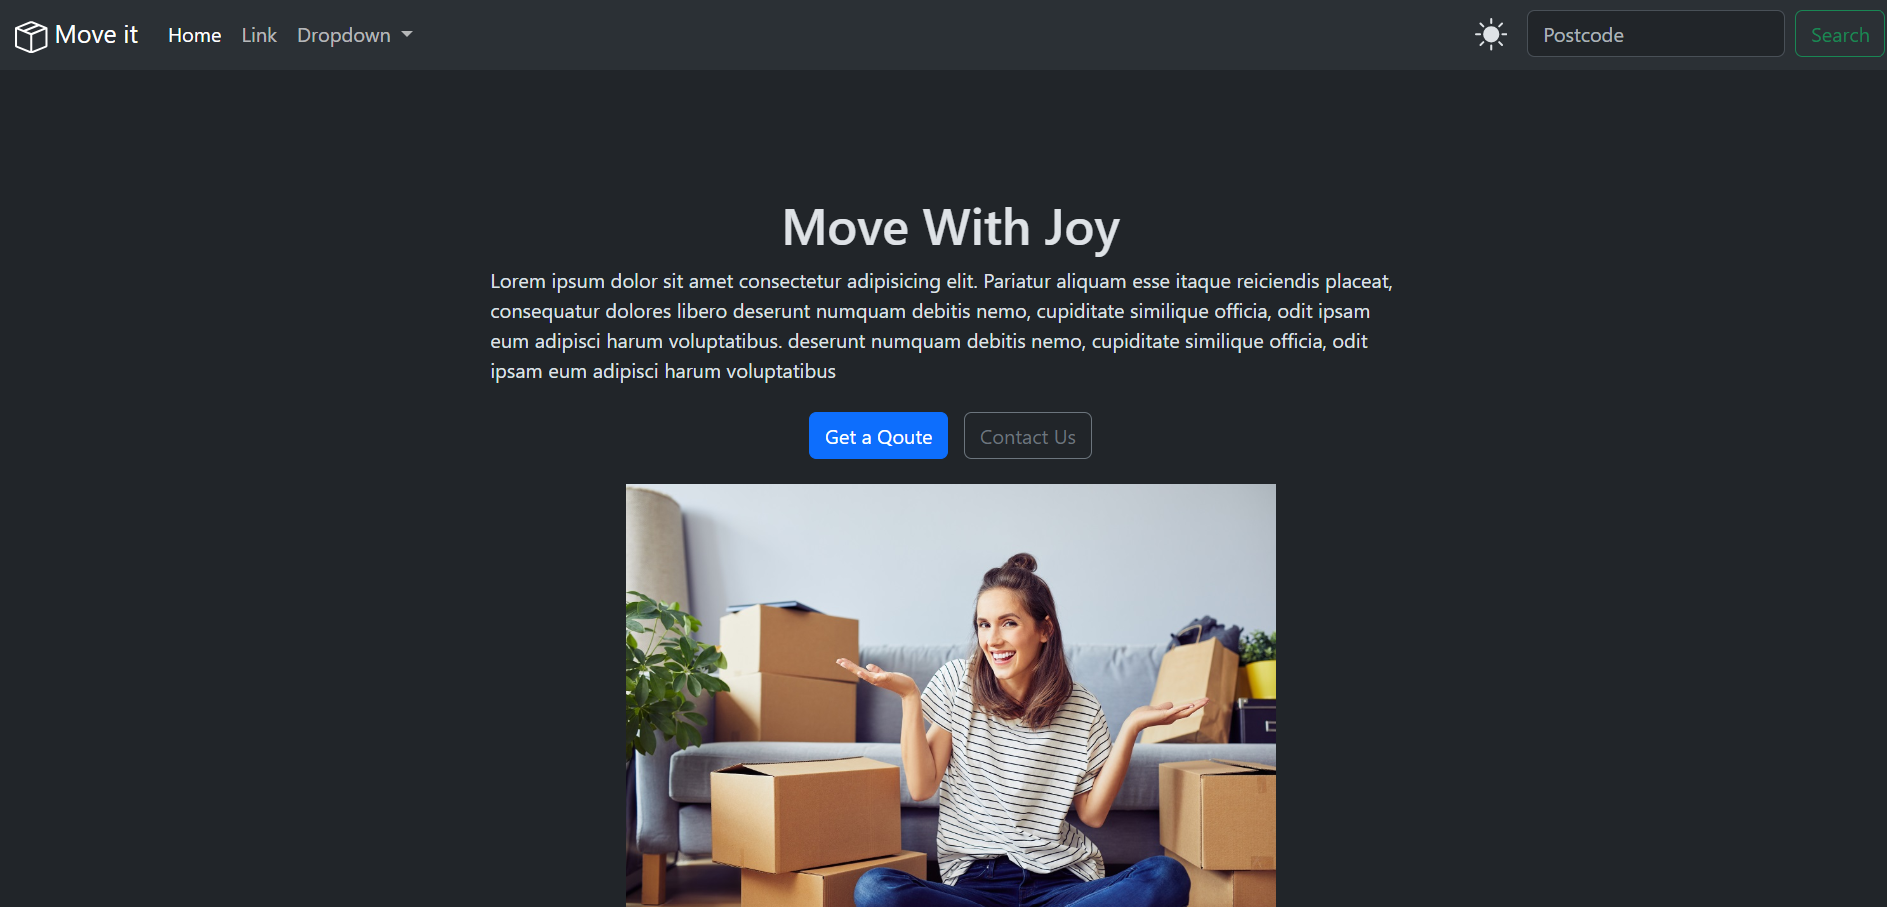 Move it Home Link Dropdown Postcode Search
Move With Joy
Lorem ipsum dolor sit amet consectetur adipisicing elit. Pariatur aliquam esse itaque reiciendis placeat,
consequatur dolores libero deserunt numquam debitis nemo, cupiditate similique officia, odit ipsam
eum adipisci harum voluptatibus. deserunt numquam debitis nemo, cupiditate similique officia, odit
ipsam eum adipisci harum voluptatibus
Get a Qoute Contact Us